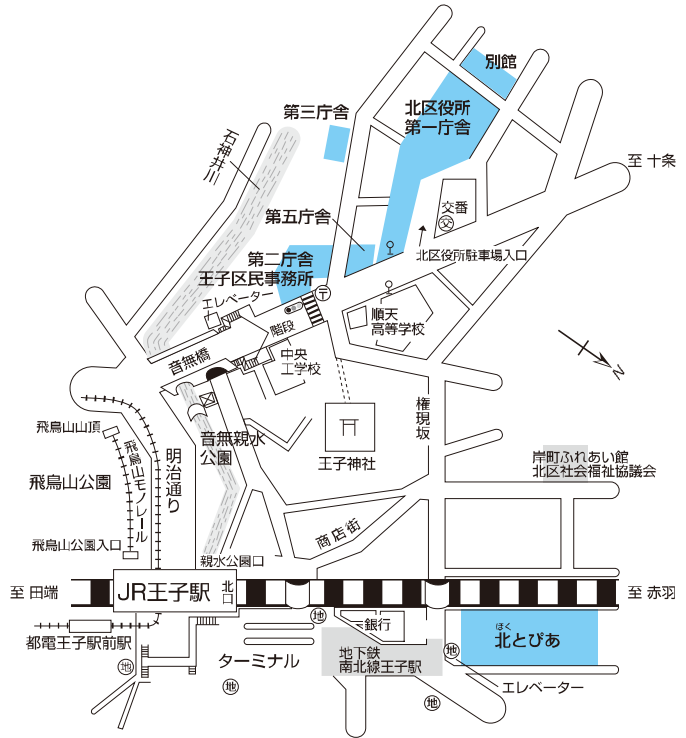 別館
北区役所
第一庁舎
第三庁舎
石神井川
至 十条
交番
交
第五庁舎
北区役所駐車場入口
第二庁舎
王子区民事務所
エレベーター
〒
階段
順天
高等学校
音無橋
中央
工学校
N
権現坂
飛鳥山山頂
飛鳥山モノレール
明治通り
音無親水
公園
王子神社
岸町ふれあい館
北区社会福祉協議会
飛鳥山公園
商店街
飛鳥山公園入口
親水公園口
至 田端
JR王子駅
北口
至 赤羽
地
銀行
ほく
北とぴあ
都電王子駅前駅
地
ターミナル
地下鉄
南北線王子駅
地
地
エレベーター
地